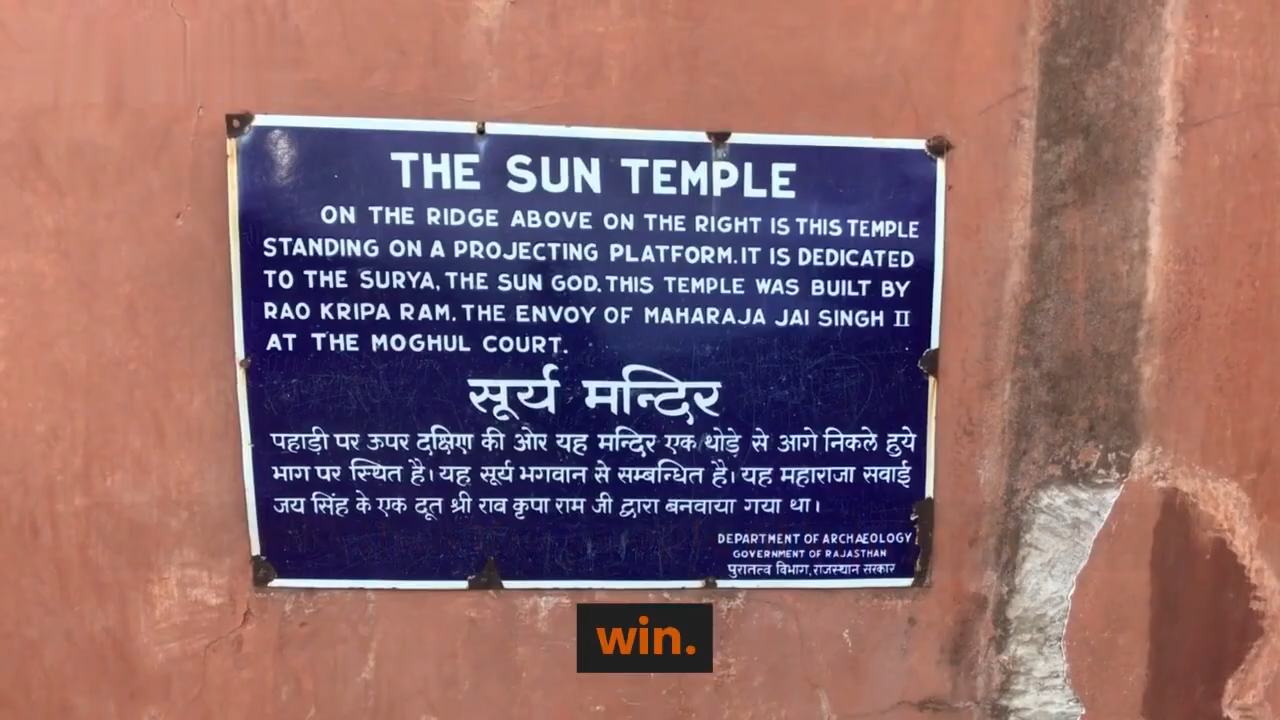 THE SUN TEMPLE
ON THE RIDGE ABOVE ON THE RIGHT IS THIS TEMPLE
STANDING ON A PROJECTING PLATFORM. IT IS DEDICATED
TO THE SURYA, THE SUN GOD. THIS TEMPLE WAS BUILT BY
RAO KRIPA RAM. THE ENVOY OF MAHARAJA JAI SINGH II
AT THE MOGHUL COURT.
सूर्य मन्दिर
पहाड़ी पर ऊपर दक्षिण की ओर यह मन्दिर एक थोड़े से आगे निकले हुये
भाग पर स्थित है। यह सूर्य भगवान से सम्बन्धित है। यह महाराजा सवाई
जय सिंह के एक दूत श्री राव कृपा राम जी द्वारा बनवाया गया था।
DEPARTMENT OF ARCHAEOLOGY
GOVERNMENT OF RAJASTHAN
पुरातत्व विभाग, राजस्थान सरकार
win.